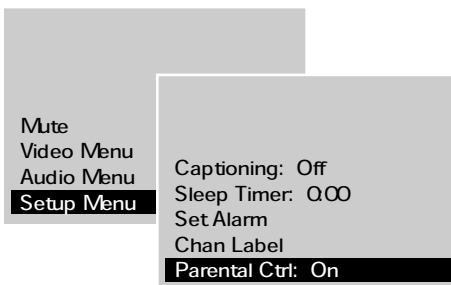 Mute
Video Menu
Audio Menu
Setup Menu
Captioning: Off
Sleep Timer: 0:00
Set Alarm
Chan Label
Parental Ctrl: On